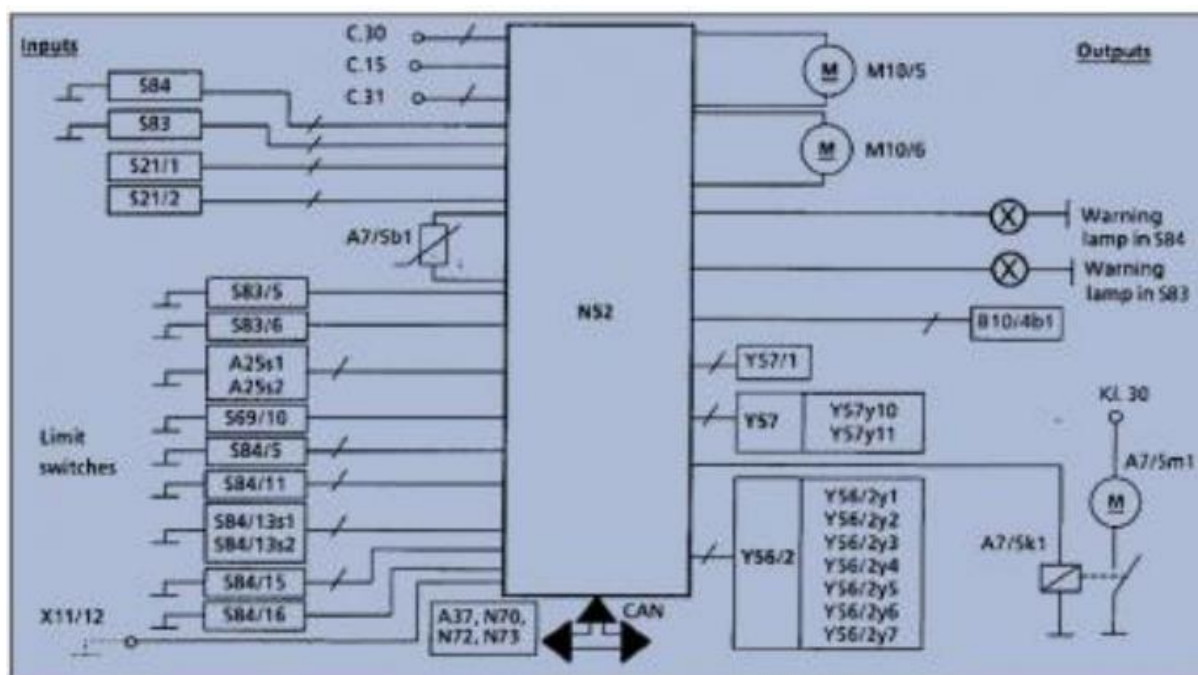 Inputs
Outputs
C.30
C.15
C.31
S84
S83
S21/1
S21/2
A7/5b1
S83/5
S83/6
A25s1
A25s2
S69/10
S84/5
S84/11
S84/13s1
S84/13s2
S84/15
S84/16
Limit
switches
X11/12
N52
A37, N70,
N72, N73
CAN
M
M10/5
M
M10/6
Warning
lamp in S84
Warning
lamp in S83
B10/4b1
Y57/1
Y57
Y57y10
Y57y11
Y56/2
Y56/2y1
Y56/2y2
Y56/2y3
Y56/2y4
Y56/2y5
Y56/2y6
Y56/2y7
Kl. 30
A7/5m1
M
A7/5k1